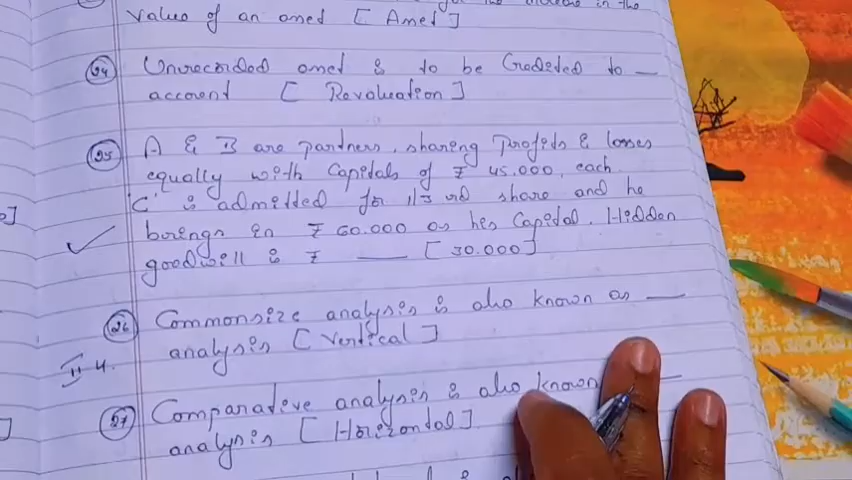 value of an asset [ Asset ]
24 Unrecorded asset is to be Credited to —
account [ Revaluation ]
25 A & B are partners, sharing Profits & losses
equally with Capitals of ₹ 45.000, each.
'C' is admitted for 1/3 rd share and he
brings in ₹ 60.000 as his Capital. Hidden
goodwill is ₹ — [ 30.000 ]
26 Commonsize analysis is also known as —
II 4.
analysis [ Vertical ]
27 Comparative analysis is also known —
analysis [ Horizontal ].